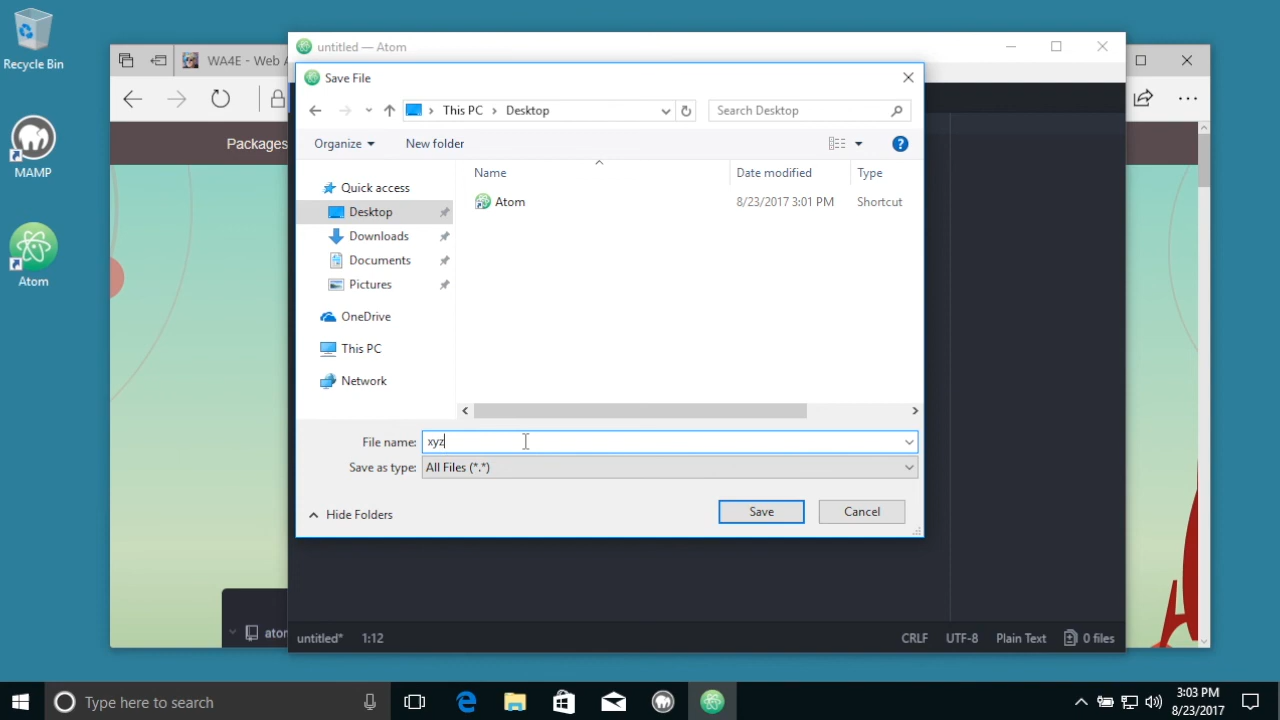 Recycle Bin
MAMP
Atom
WA4E - Web A
Packages
untitled — Atom
Save File
This PC
Desktop
Search Desktop
Organize
New folder
Name
Date modified
Type
Quick access
Desktop
Downloads
Documents
Pictures
OneDrive
This PC
Network
Atom
8/23/2017 3:01 PM
Shortcut
File name:
xyz
Save as type:
All Files (*.*)
Hide Folders
Save
Cancel
untitled*
1:12
CRLF
UTF-8
Plain Text
0 files
Type here to search
3:03 PM
8/23/2017